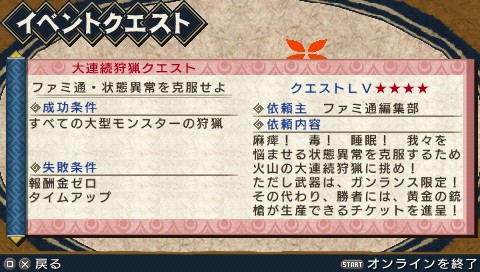 イベントクエスト
大連続狩猟クエスト
ファミ通・状態異常を克服せよ
成功条件
すべての大型モンスターの狩猟
失敗条件
報酬金ゼロ
タイムアップ
クエストLV★★★★
依頼主 ファミ通編集部
依頼内容
麻痺! 毒! 睡眠! 我々を
悩ませる状態異常を克服するため
火山の大連続狩猟に挑め!
ただし武器は、ガンランス限定!
その代わり、勝者には、黄金の銃
槍が生産できるチケットを進呈!
□×戻る
START オンラインを終了